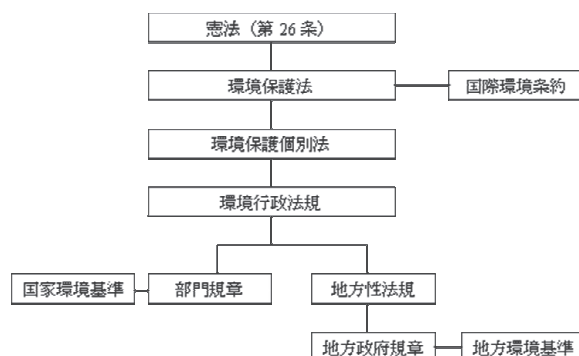 憲法（第 26 条）
環境保護法
国際環境条約
環境保護個別法
環境行政法規
国家環境基準
部門規章
地方性法規
地方政府規章
地方環境基準